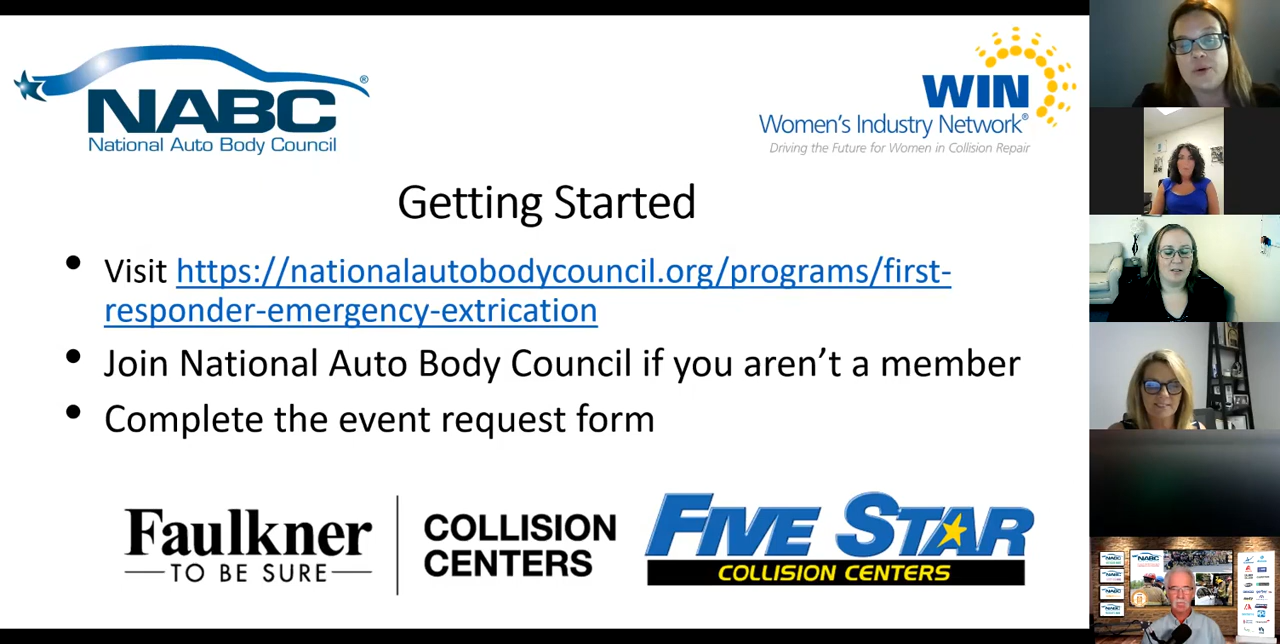 NABC®
National Auto Body Council
WIN
Women's Industry Network®
Driving the Future for Women in Collision Repair
Getting Started
• Visit https://nationalautobodycouncil.org/programs/first-
responder-emergency-extrication
• Join National Auto Body Council if you aren't a member
• Complete the event request form
Faulkner
TO BE SURE
COLLISION
CENTERS
FIVE STAR
COLLISION CENTERS
NABC